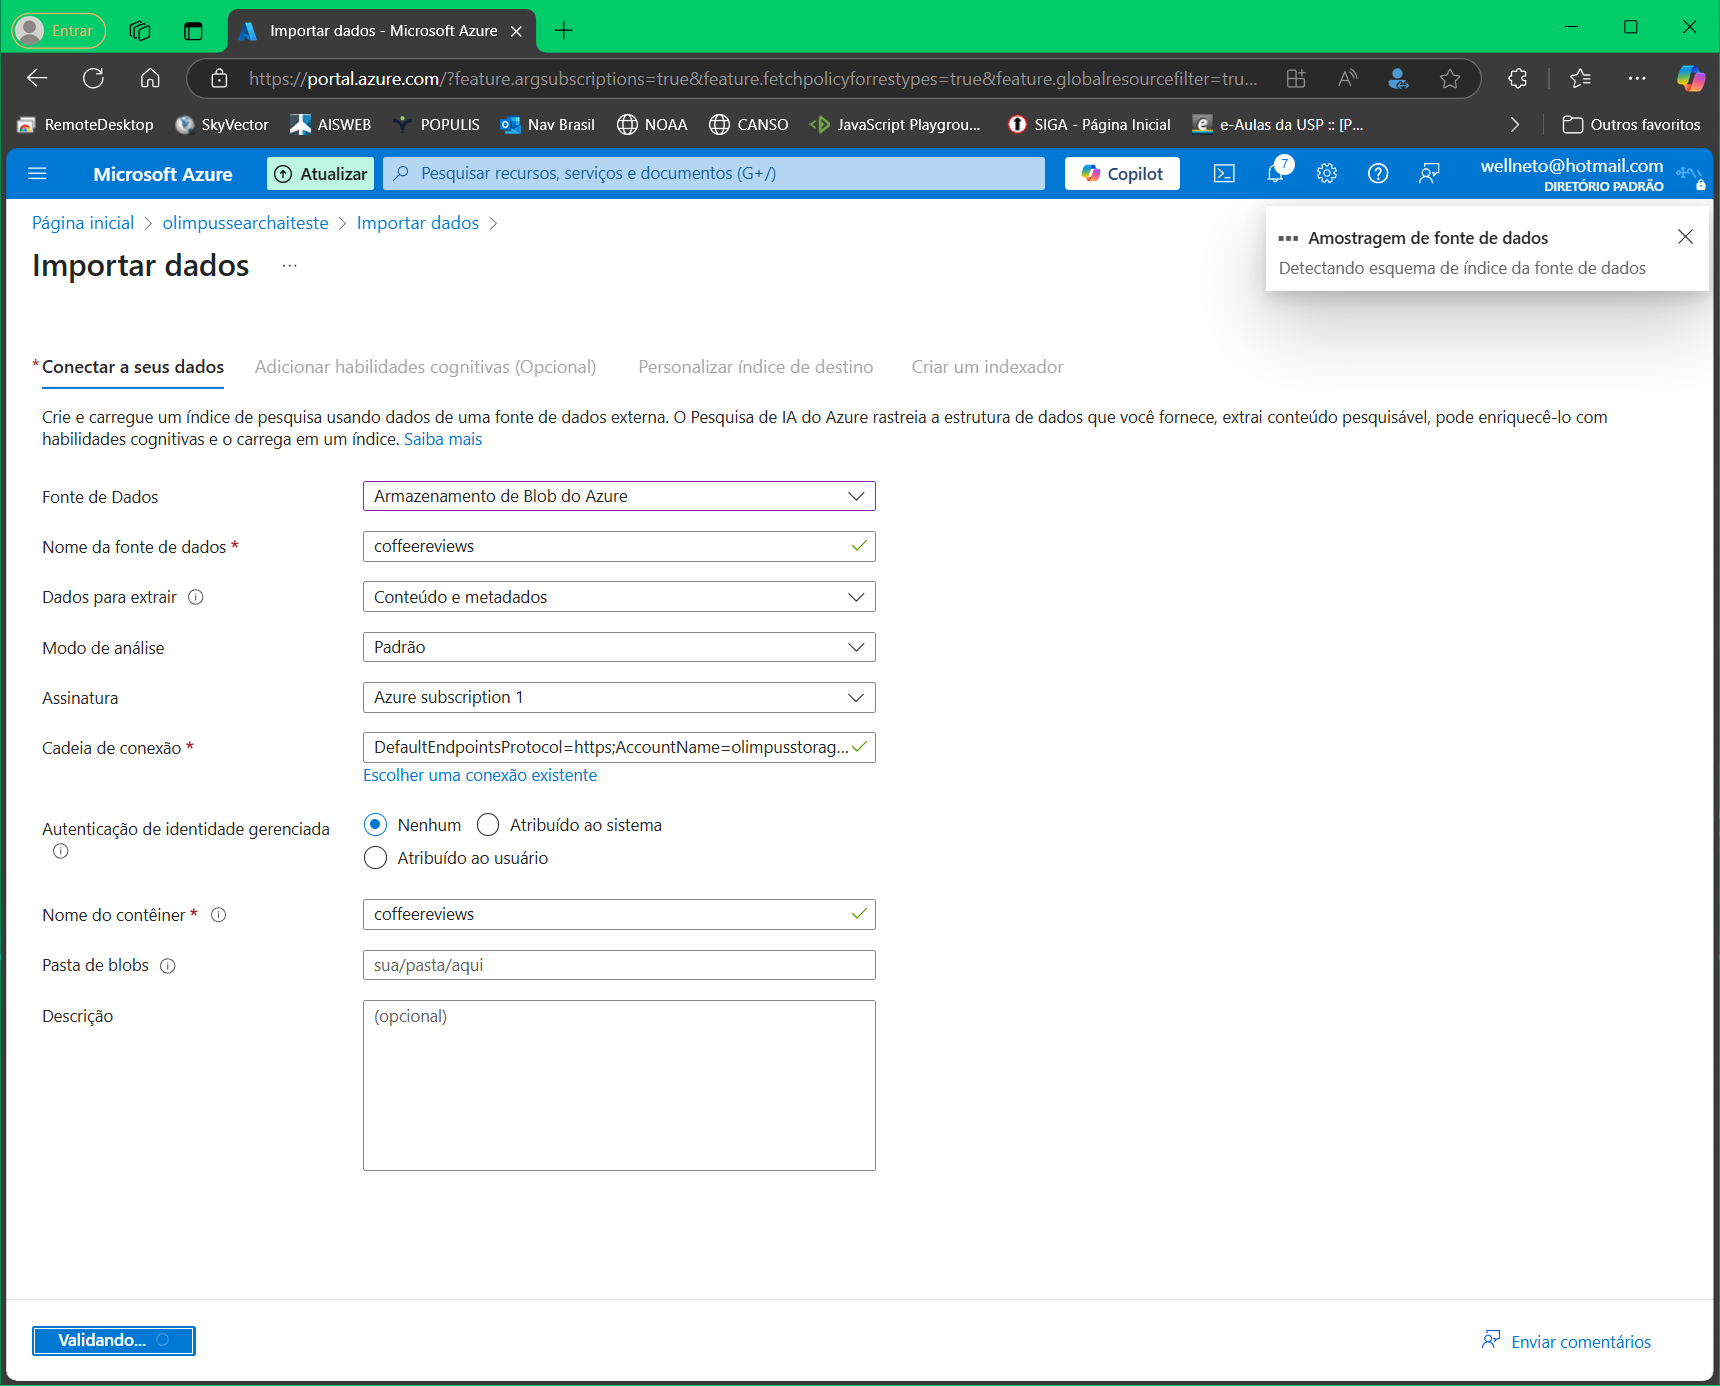 Entrar
Importar dados - Microsoft Azure
https://portal.azure.com/?feature.argsubscriptions=true&feature.fetchpolicyforrestypes=true&feature.globalresourcefilter=tru...
RemoteDesktop
SkyVector
AISWEB
POPULIS
Nav Brasil
NOAA
CANSO
JavaScript Playgrou...
SIGA - Página Inicial
e-Aulas da USP :: [P...
Outros favoritos
Microsoft Azure
Atualizar
Pesquisar recursos, serviços e documentos (G+/)
Copilot
7
wellneto@hotmail.com
DIRETÓRIO PADRÃO
Página inicial > olimpussearchaiteste > Importar dados >
Importar dados ...
Amostragem de fonte de dados
Detectando esquema de índice da fonte de dados
* Conectar a seus dados
Adicionar habilidades cognitivas (Opcional)
Personalizar índice de destino
Criar um indexador
Crie e carregue um índice de pesquisa usando dados de uma fonte de dados externa. O Pesquisa de IA do Azure rastreia a estrutura de dados que você fornece, extrai conteúdo pesquisável, pode enriquecê-lo com
habilidades cognitivas e o carrega em um índice. Saiba mais
Fonte de Dados
Armazenamento de Blob do Azure
Nome da fonte de dados *
coffeereviews
Dados para extrair
Conteúdo e metadados
Modo de análise
Padrão
Assinatura
Azure subscription 1
Cadeia de conexão *
DefaultEndpointsProtocol=https;AccountName=olimpusstorag...
Escolher uma conexão existente
Autenticação de identidade gerenciada
Nenhum
Atribuído ao sistema
Atribuído ao usuário
Nome do contêiner *
coffeereviews
Pasta de blobs
sua/pasta/aqui
Descrição
(opcional)
Validando...
Enviar comentários